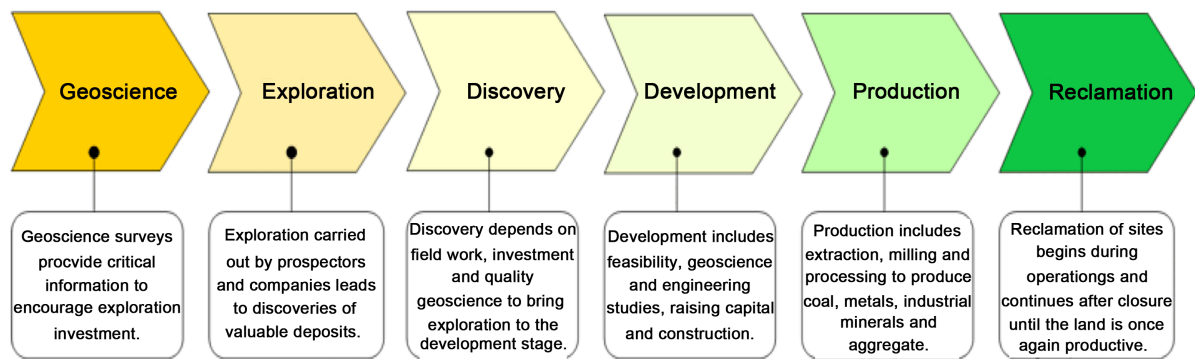 Geoscience
Exploration
Discovery
Development
Production
Reclamation
Geoscience surveys
procvide critical
information to
encourage exploration
investment.
Exploration carried
out by prospectors
and companies leads
to discoveries of
valuable deposits.
Discovery depends on
field work, investment
and quality
geoscience to bring
exploration to the
development stage.
Development includes
feasibility, geoscience
and engineering
studies, raising capital
and construction.
Production includes
extraction, milling and
processing to produce
coal, metals, industrial
minerals and
aggregate.
Reclamation of sites
begins during
operationgs and
continues after closure
until the land is once
again productive.